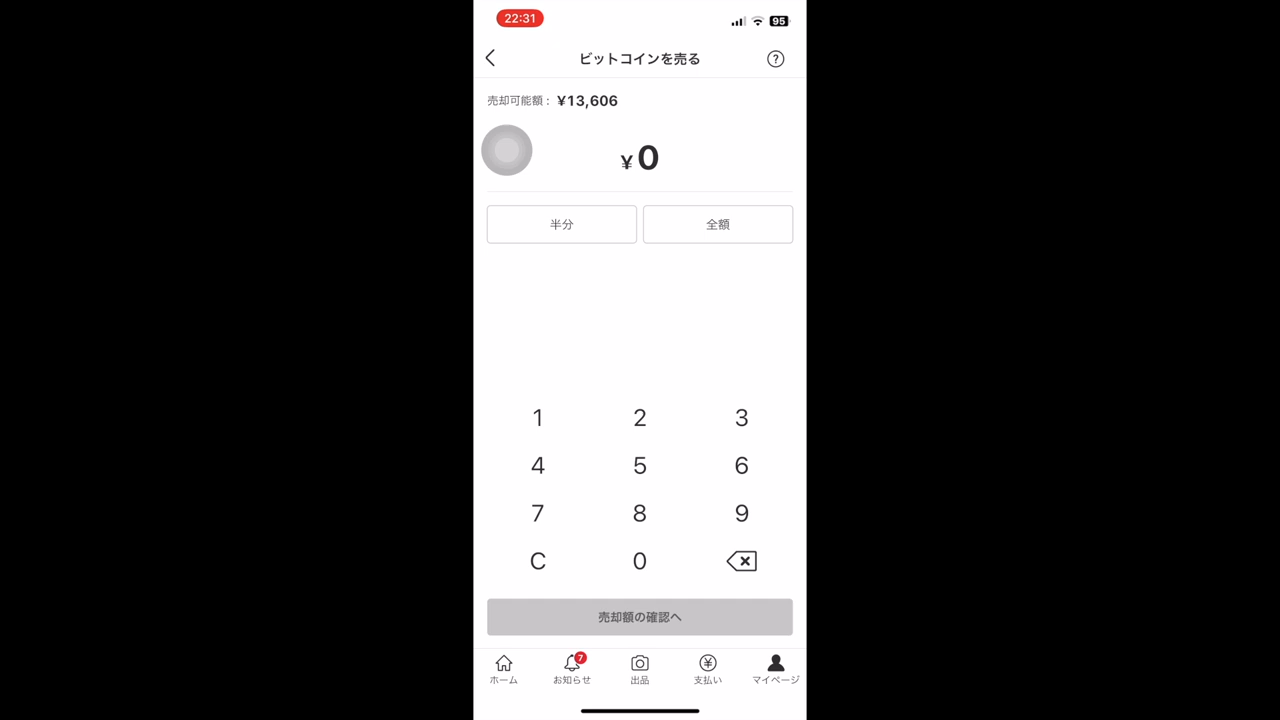 22:31 95
ビットコインを売る ?
売却可能額： ¥13,606
¥0
半分 全額
1 2 3
4 5 6
7 8 9
C 0
売却額の確認へ
7
ホーム お知らせ 出品 支払い マイページ